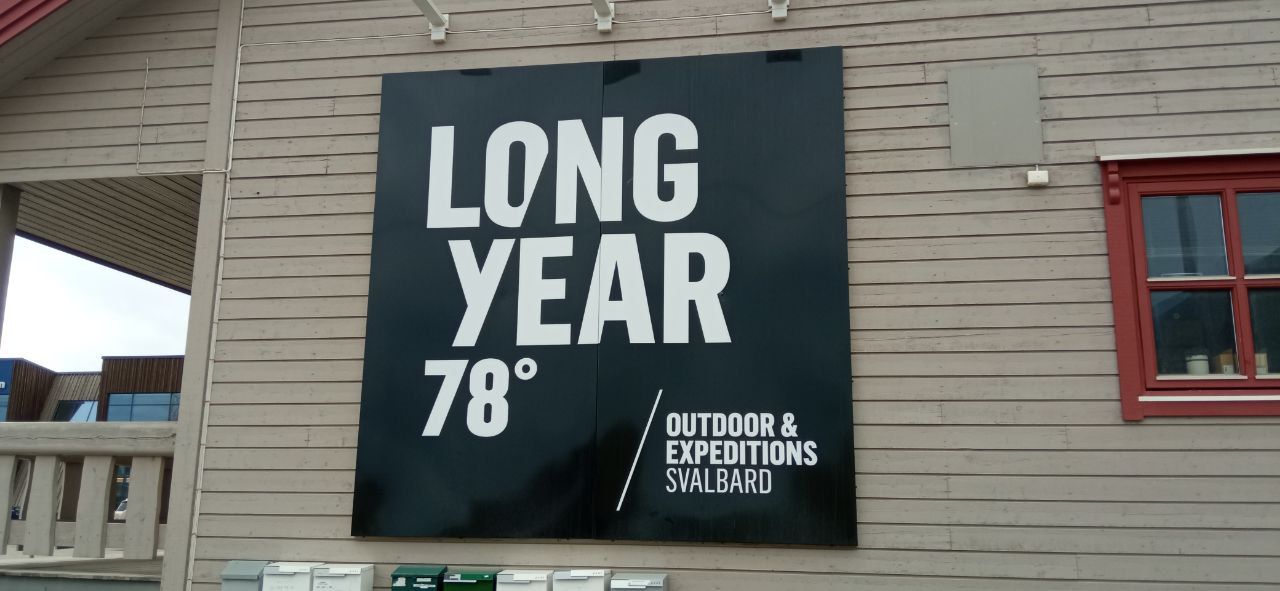 LONG
YEAR
78°
OUTDOOR &
EXPEDITIONS
SVALBARD